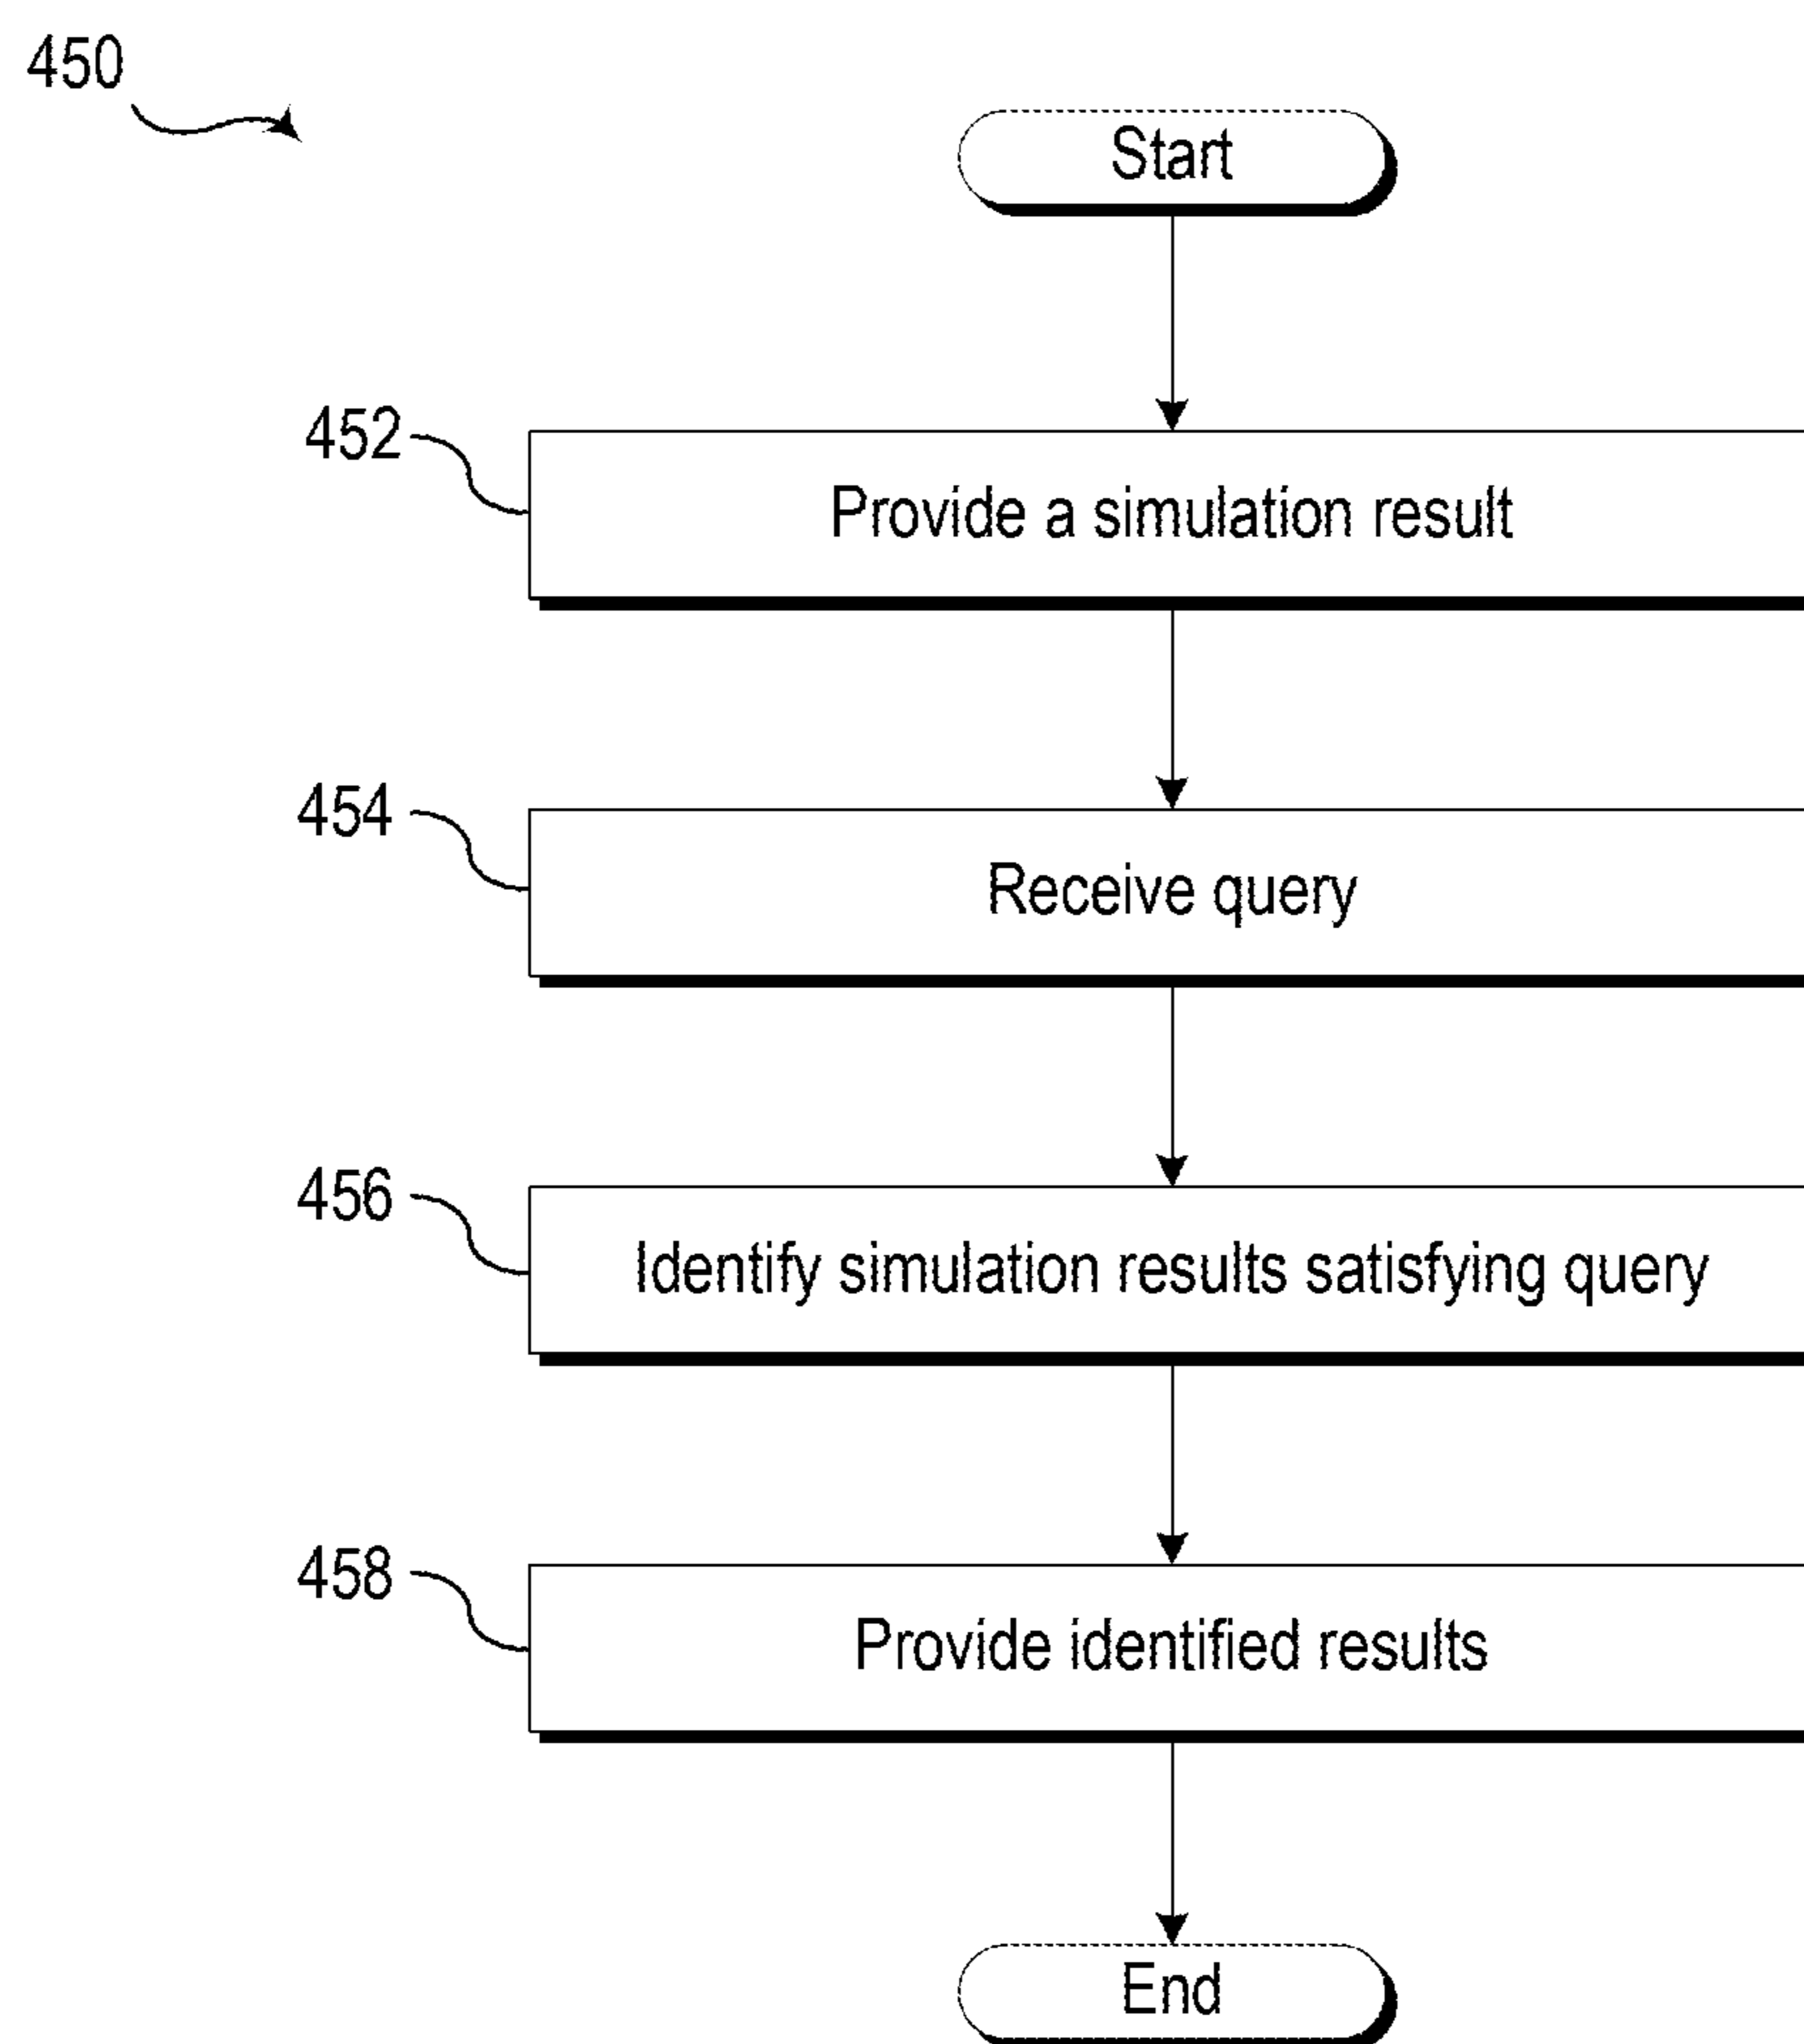 450
Start
452
Provide a simulation result
454
Receive query
456
Identify simulation results satisfying query
458
Provide identified results
End